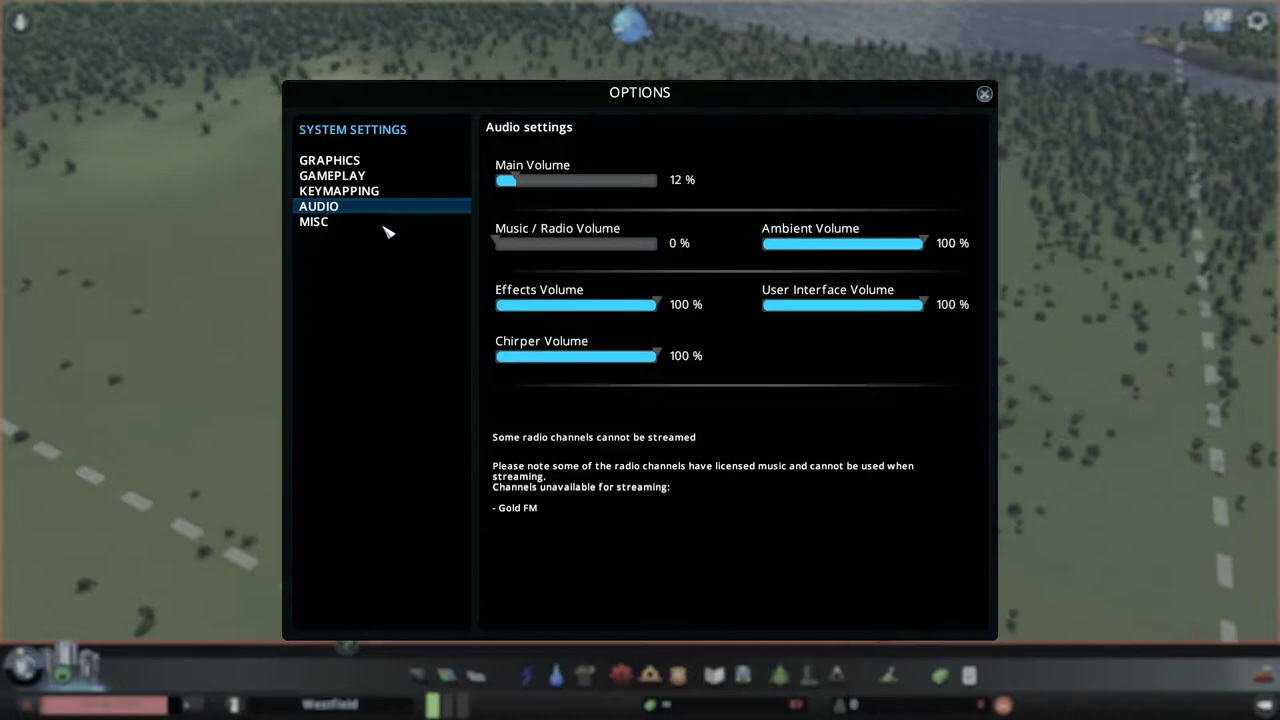 OPTIONS
SYSTEM SETTINGS
GRAPHICS
GAMEPLAY
KEYMAPPING
AUDIO
MISC
Audio settings
Main Volume
12 %
Music / Radio Volume
0 %
Ambient Volume
100 %
Effects Volume
100 %
User Interface Volume
100 %
Chirper Volume
100 %
Some radio channels cannot be streamed
Please note some of the radio channels have licensed music and cannot be used when
streaming.
Channels unavailable for streaming:
- Gold FM
Westfield